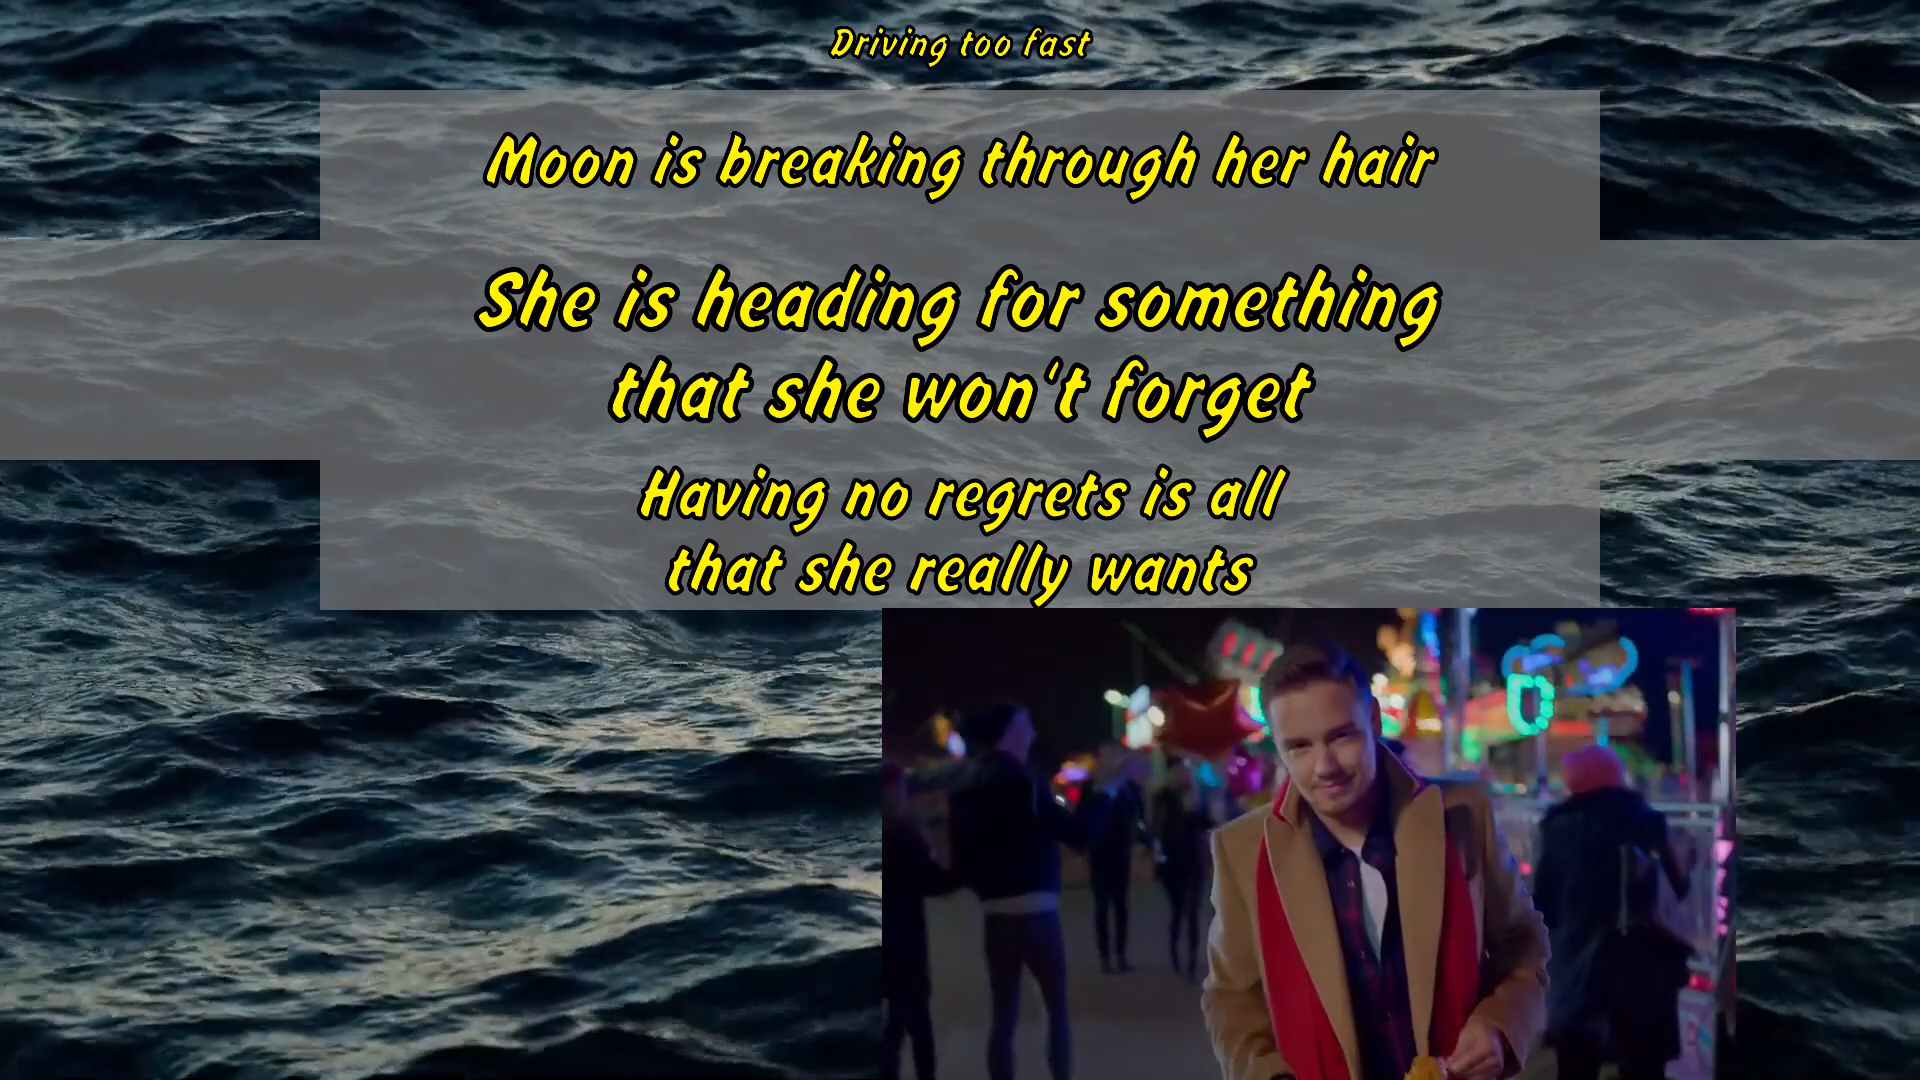 Driving too fast
Moon is breaking through her hair
She is heading for something
that she won't forget
Having no regrets is all
that she really wants